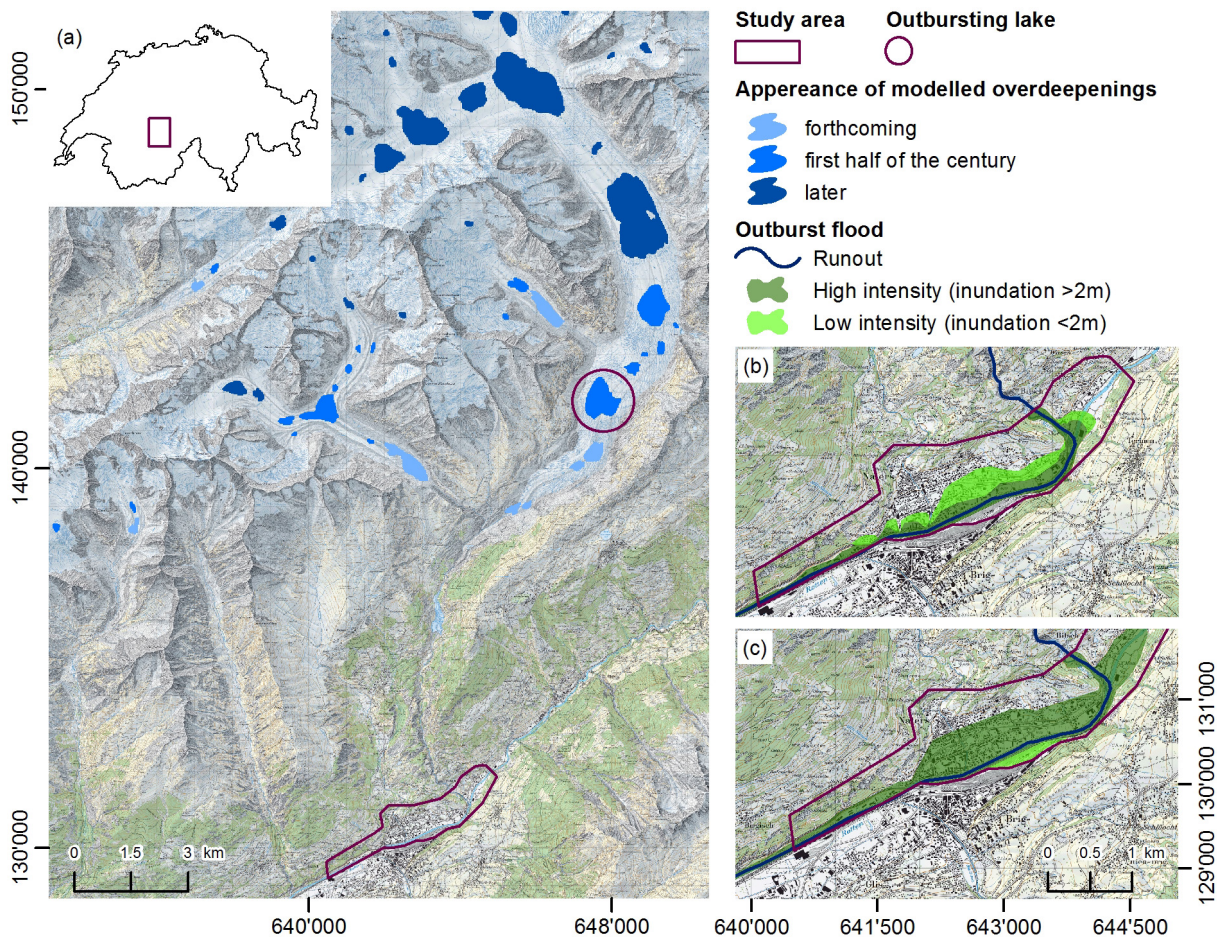 (a)
150'000
140'000
130'000
0 1.5 3 km
640'000 648'000
Study area Outbursting lake
Appereance of modelled overdeepenings
forthcoming
first half of the century
later
Outburst flood
Runout
High intensity (inundation >2m)
Low intensity (inundation <2m)
(b)
Brig
(c)
Brig
131'000
130'000
129'000
0 0.5 1 km
640'000 641'500 643'000 644'500